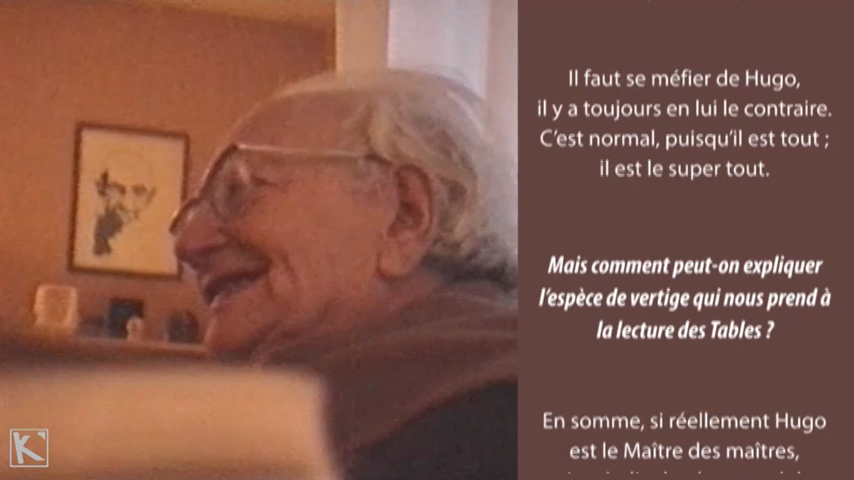 Il faut se méfier de Hugo,
il y a toujours en lui le contraire.
C’est normal, puisqu’il est tout ;
il est le super tout.
Mais comment peut-on expliquer
l’espèce de vertige qui nous prend à
la lecture des Tables ?
En somme, si réellement Hugo
est le Maître des maîtres,
K